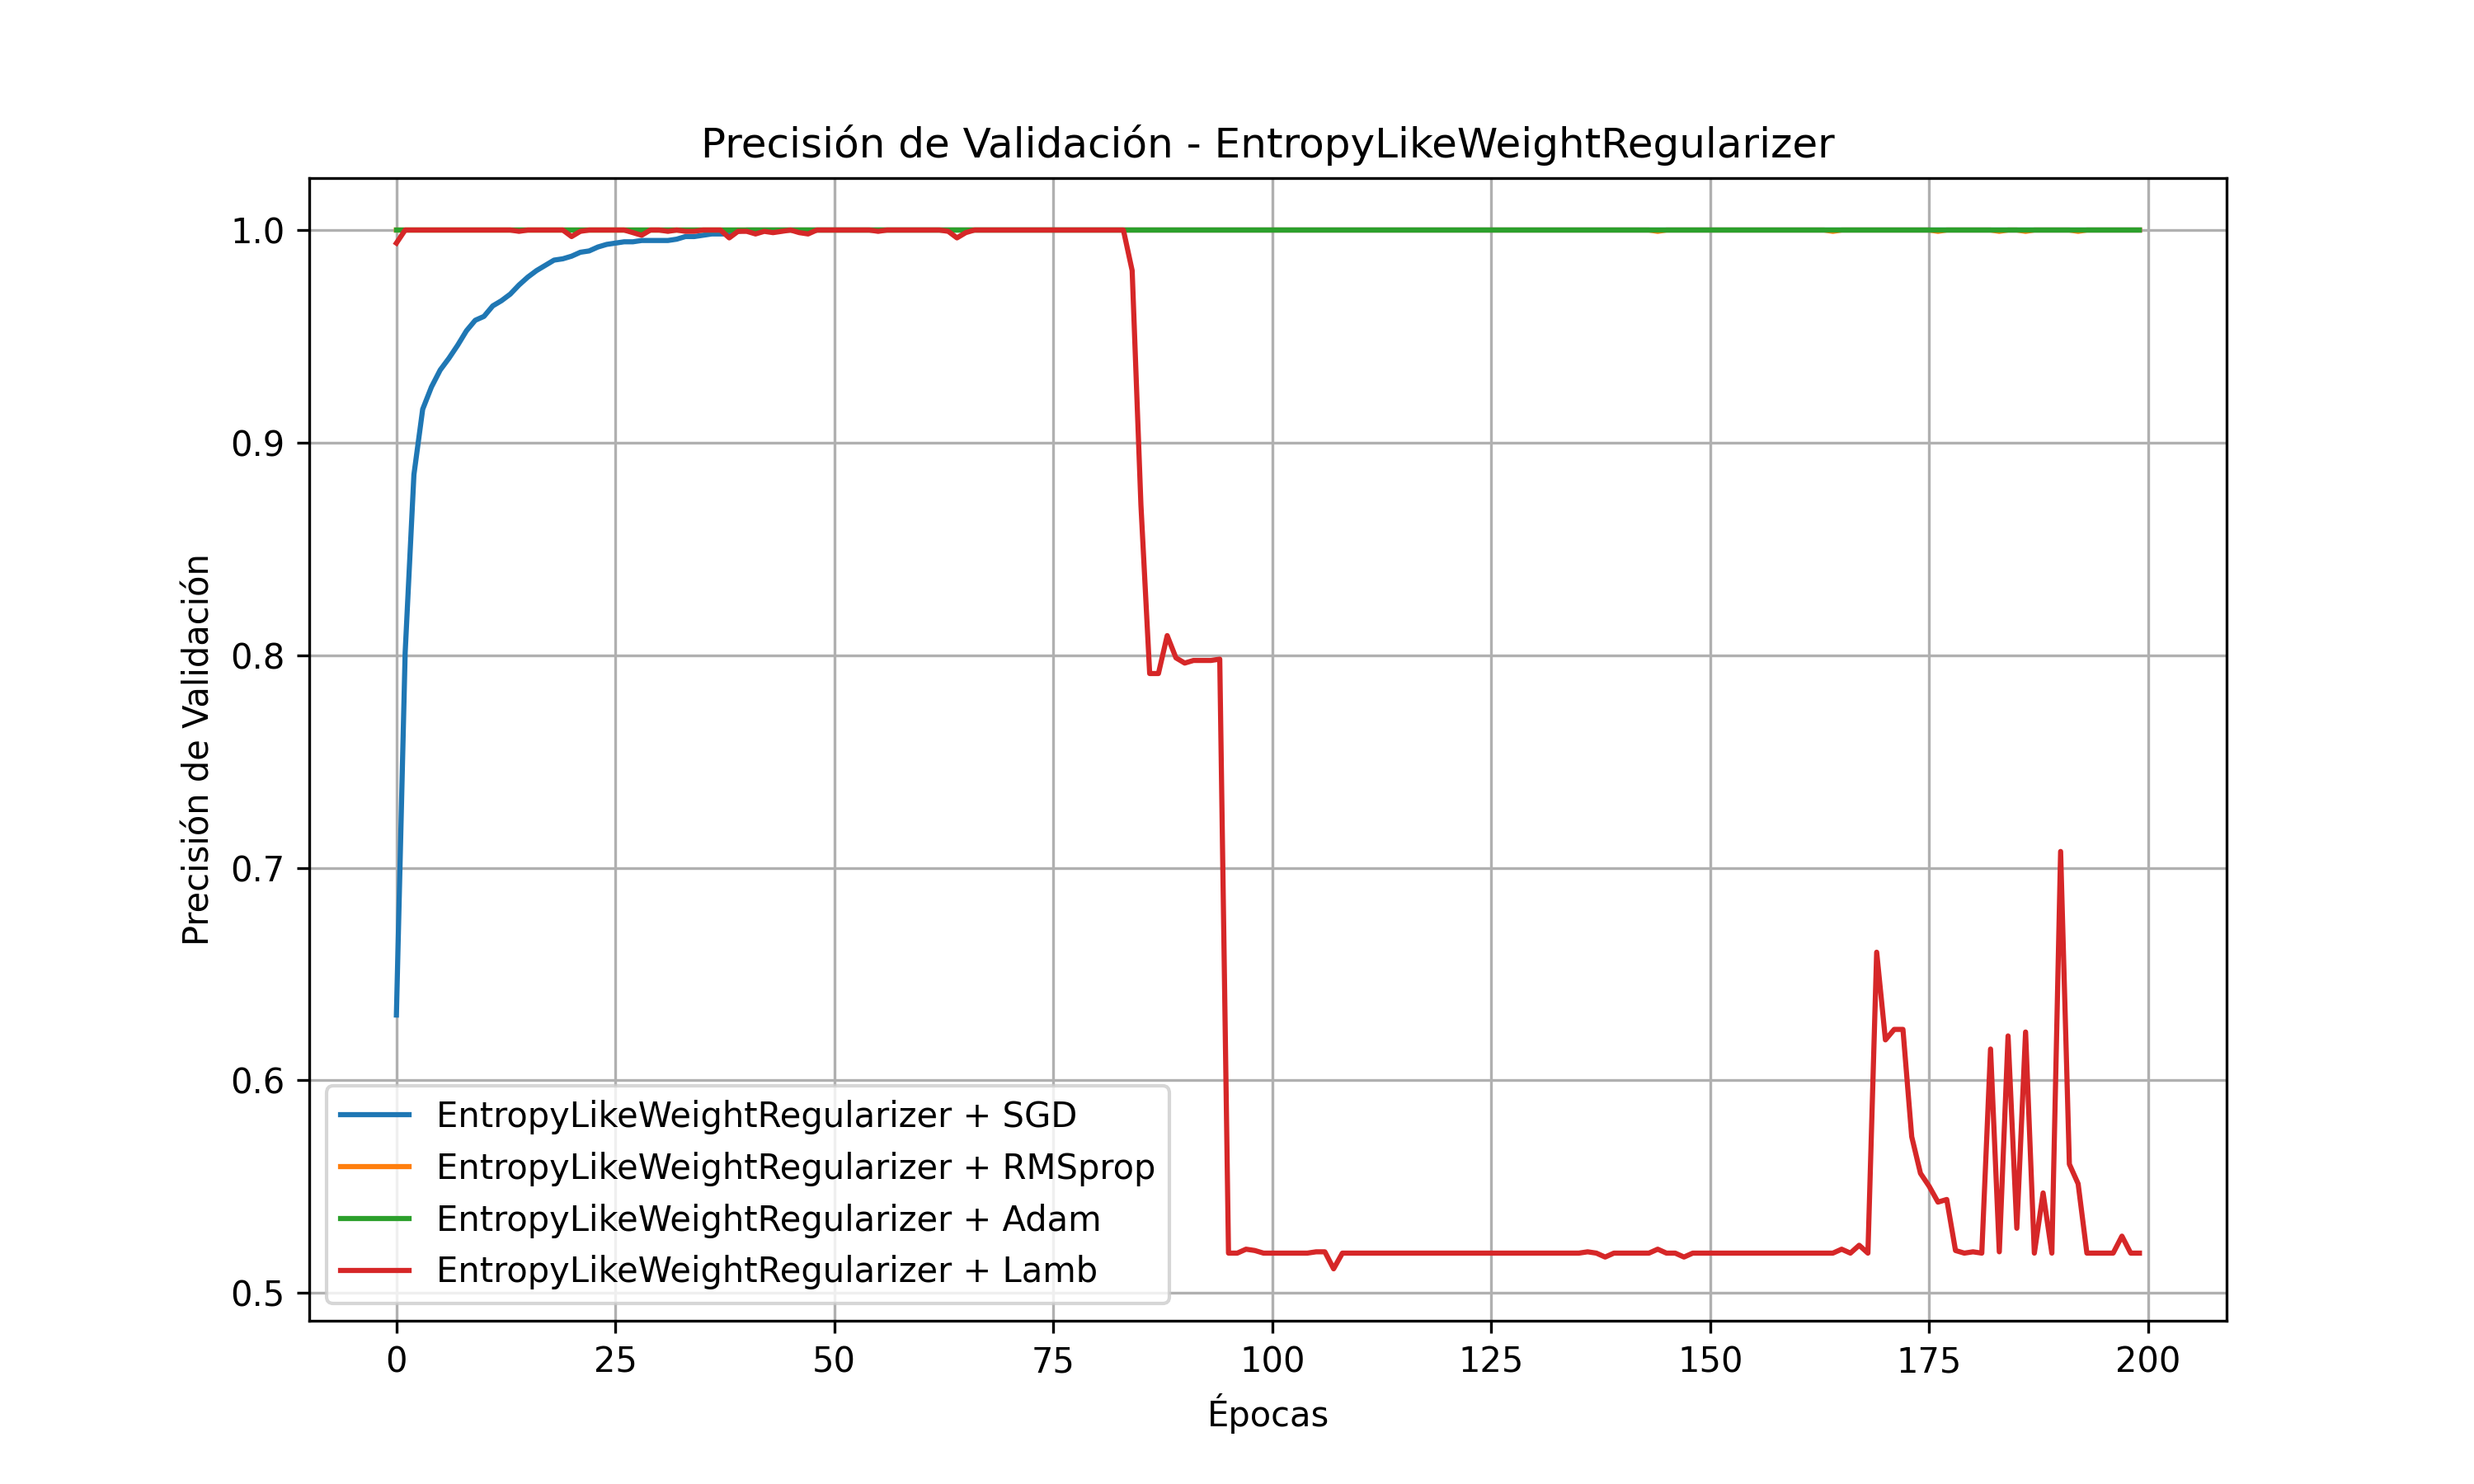 Precisión de Validación - EntropyLikeWeightRegularizer
1.0
0.9
0.8
0.7
0.6
0.5
Precisión de Validación
EntropyLikeWeightRegularizer + SGD
EntropyLikeWeightRegularizer + RMSprop
EntropyLikeWeightRegularizer + Adam
EntropyLikeWeightRegularizer + Lamb
0 25 50 75 100 125 150 175 200
Épocas